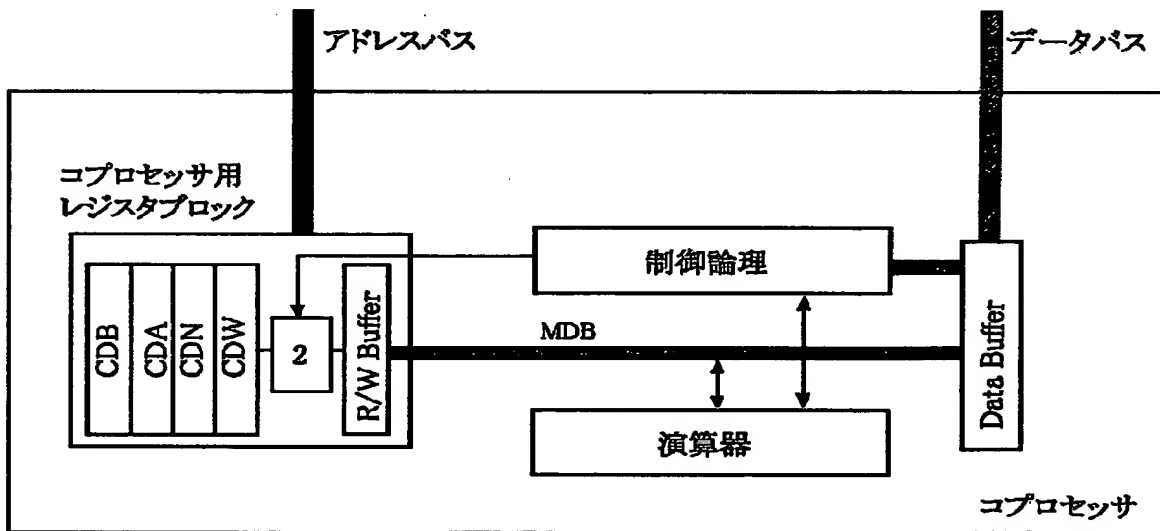 アドレスバス
データバス
コプロセッサ用
レジスタブロック
制御論理
CDB
CDA
CDN
CDW
2
R/W Buffer
MDB
Data Buffer
演算器
コプロセッサ